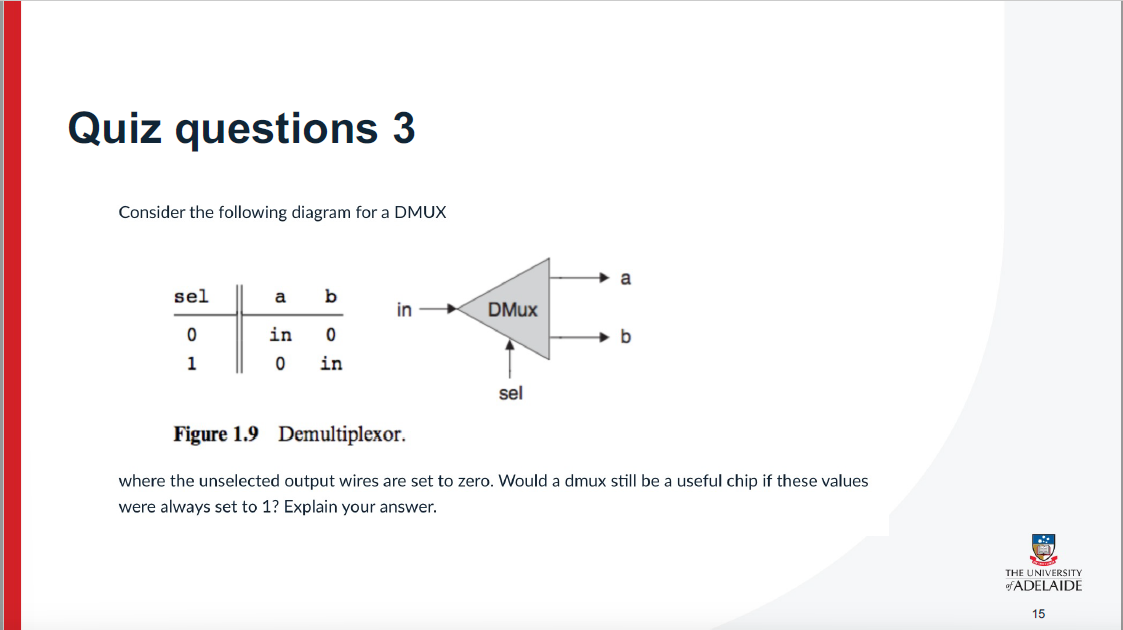 Quiz questions 3
Consider the following diagram for a DMUX
sel a b
0 in 0
1 0 in
in DMux a
b
sel
Figure 1.9 Demultiplexor.
where the unselected output wires are set to zero. Would a dmux still be a useful chip if these values
were always set to 1? Explain your answer.
THE UNIVERSITY
of ADELAIDE
15